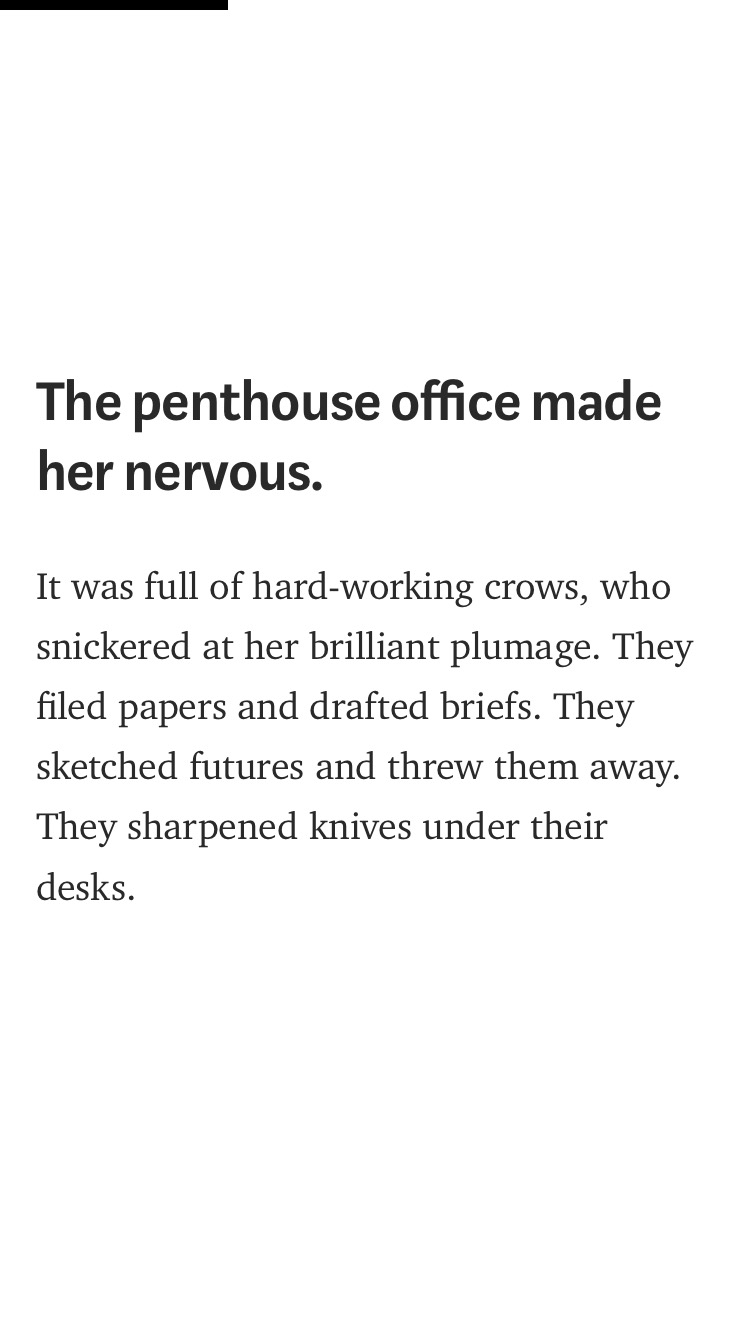 The penthouse office made
her nervous.
It was full of hard-working crows, who
snickered at her brilliant plumage. They
filed papers and drafted briefs. They
sketched futures and threw them away.
They sharpened knives under their
desks.